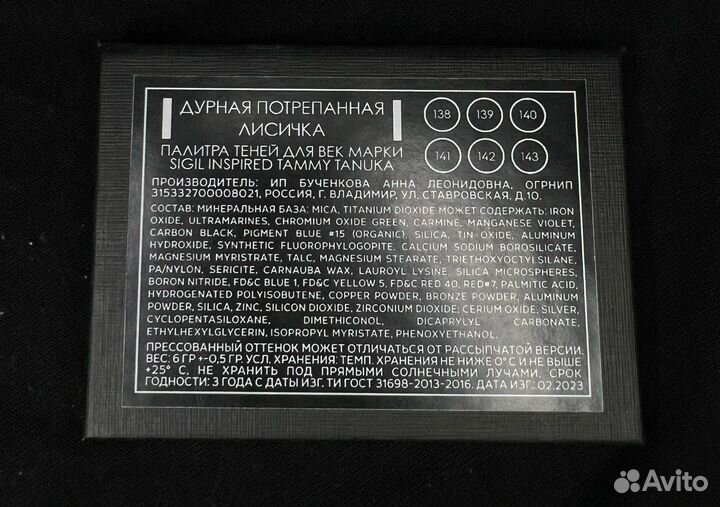 ДУРНАЯ ПОТРЕПАННАЯ
ЛИСИЧКА
ПАЛИТРА ТЕНЕЙ ДЛЯ ВЕК МАРКИ
SIGIL INSPIRED TAMMY TANUKA
138 139 140
141 142 143
ПРОИЗВОДИТЕЛЬ: ИП БУЧЕНКОВА АННА ЛЕОНИДОВНА, ОГРНИП
315332700008021, РОССИЯ, Г. ВЛАДИМИР, УЛ. СТАВРОВСКАЯ, Д.10.
СОСТАВ: МИНЕРАЛЬНАЯ БАЗА: MICA, TITANIUM DIOXIDE МОЖЕТ СОДЕРЖАТЬ: IRON
OXIDE, ULTRAMARINES, CHROMIUM OXIDE GREEN, CARMINE, MANGANESE VIOLET,
CARBON BLACK, PIGMENT BLUE #15 (ORGANIC), SILICA, TIN OXIDE, ALUMINUM
HYDROXIDE, SYNTHETIC FLUOROPHYLOGOPITE, CALCIUM SODIUM BOROSILICATE,
MAGNESIUM MYRISTRATE, TALC, MAGNESIUM STEARATE, TRIETHOXYOCTYLSILANE,
PA/NYLON, SERICITE, CARNAUBA WAX, LAUROYL LYSINE, SILICA MICROSPHERES,
BORON NITRIDE, FD&C BLUE 1, FD&C YELLOW 5, FD&C RED 40, RED#7, PALMITIC ACID,
HYDROGENATED POLYISOBUTENE, COPPER POWDER, BRONZE POWDER, ALUMINUM
POWDER, SILICA, ZINC, SILICON DIOXIDE, ZIRCONIUM DIOXIDE; CERIUM OXIDE, SILVER,
CYCLOPENTASILOXANE, DIMETHICONOL, DICAPRYLYL CARBONATE,
ETHYLHEXYLGLYCERIN, ISOPROPYL MYRISTATE, PHENOXYETHANOL.
ПРЕССОВАННЫЙ ОТТЕНОК МОЖЕТ ОТЛИЧАТЬСЯ ОТ РАССЫПЧАТОЙ ВЕРСИИ.
ВЕС: 6 ГР +-0,5 ГР. УСЛ. ХРАНЕНИЯ: ТЕМП. ХРАНЕНИЯ НЕ НИЖЕ 0° С И НЕ ВЫШЕ
+25° С, НЕ ХРАНИТЬ ПОД ПРЯМЫМИ СОЛНЕЧНЫМИ ЛУЧАМИ. СРОК
ГОДНОСТИ: 3 ГОДА С ДАТЫ ИЗГ. ТИ ГОСТ 31698-2013-2016. ДАТА ИЗГ.: 02.2023
Avito